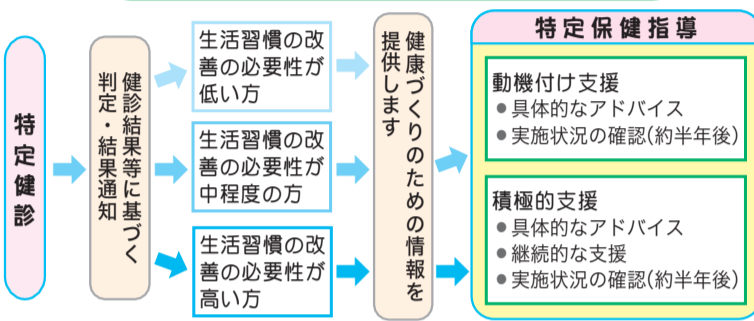 特定健診
健診結果等に基づく
判定・結果通知
生活習慣の改
善の必要性が
低い方
生活習慣の改
善の必要性が
中程度の方
生活習慣の改
善の必要性が
高い方
健康づくりのための情報を
提供します
特定保健指導
動機付け支援
●具体的なアドバイス
●実施状況の確認(約半年後)
積極的支援
●具体的なアドバイス
●継続的な支援
●実施状況の確認(約半年後)